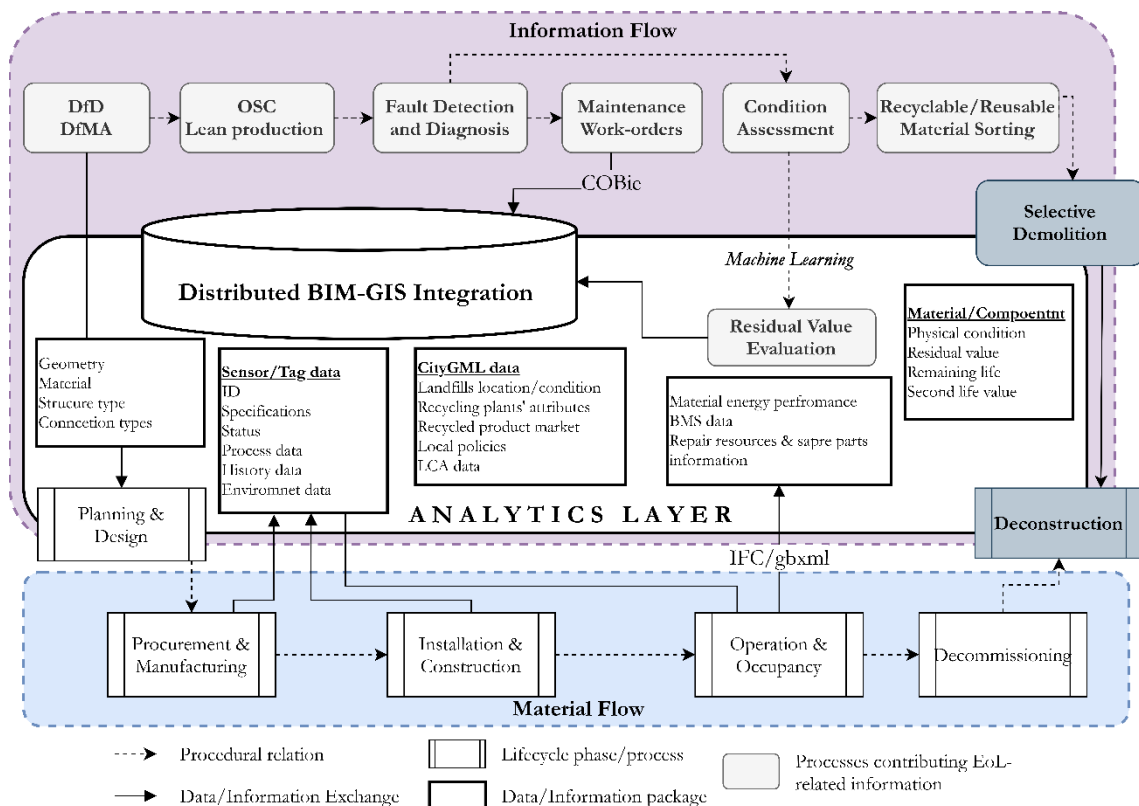 Information Flow
DfD
DfMA
OSC
Lean production
Fault Detection
and Diagnosis
Maintenance
Work-orders
Condition
Assessment
Recyclable/Reusable
Material Sorting
COBie
Selective
Demolition
Machine Learning
Distributed BIM-GIS Integration
Residual Value
Evaluation
Material/Compoentnt
Physical condition
Residual value
Remaining life
Second life value
Geometry
Material
Strucure type
Conncetion types
Sensor/Tag data
ID
Specifications
Status
Process data
History data
Enviromnet data
CityGML data
Landfills location/condition
Recycling plants' attributes
Recycled product market
Local policies
LCA data
Material energy perfromance
BMS data
Repair resources & sapre parts
information
Planning &
Design
ANALYTICS LAYER
Deconstruction
IFC/gbxml
Procurement &
Manufacturing
Installation &
Construction
Operation &
Occupancy
Decommissioning
Material Flow
Procedural relation
Lifecycle phase/process
Processes contributing EoL-
related information
Data/Information Exchange
Data/Information package